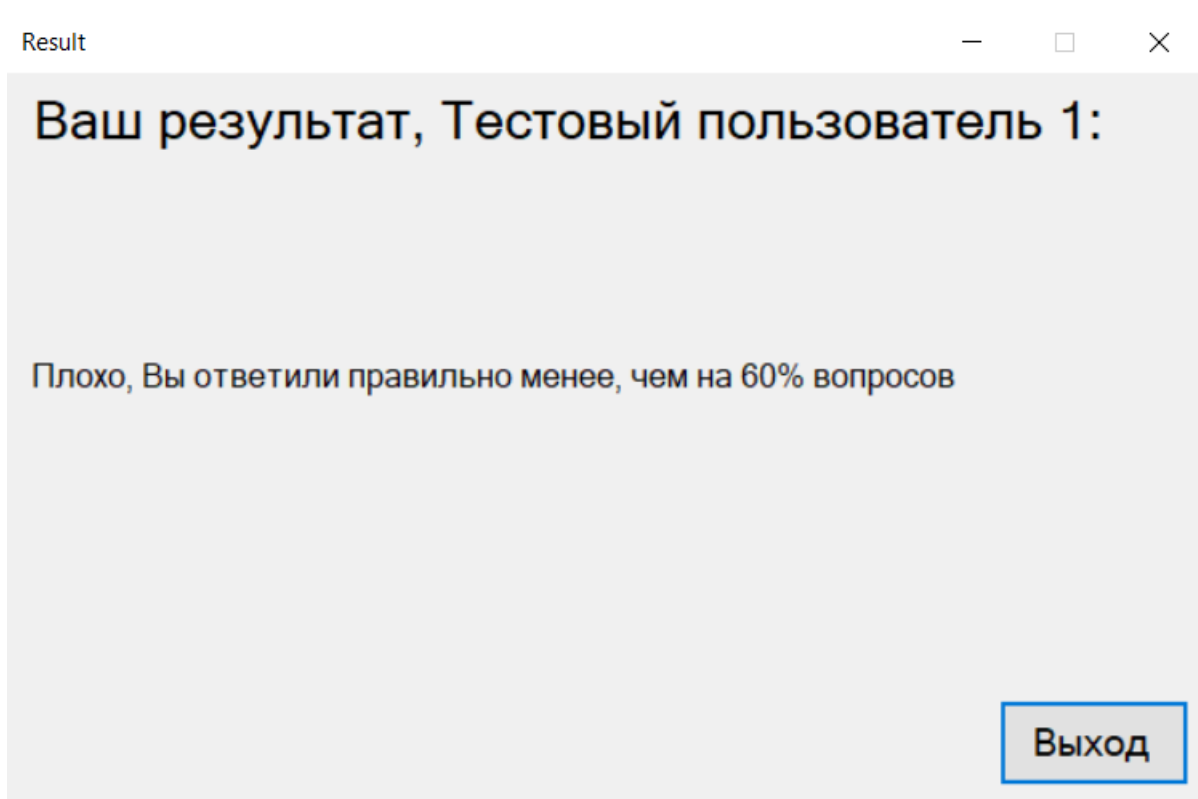 Result
Ваш результат, Тестовый пользователь 1:
Плохо, Вы ответили правильно менее, чем на 60% вопросов
Выход